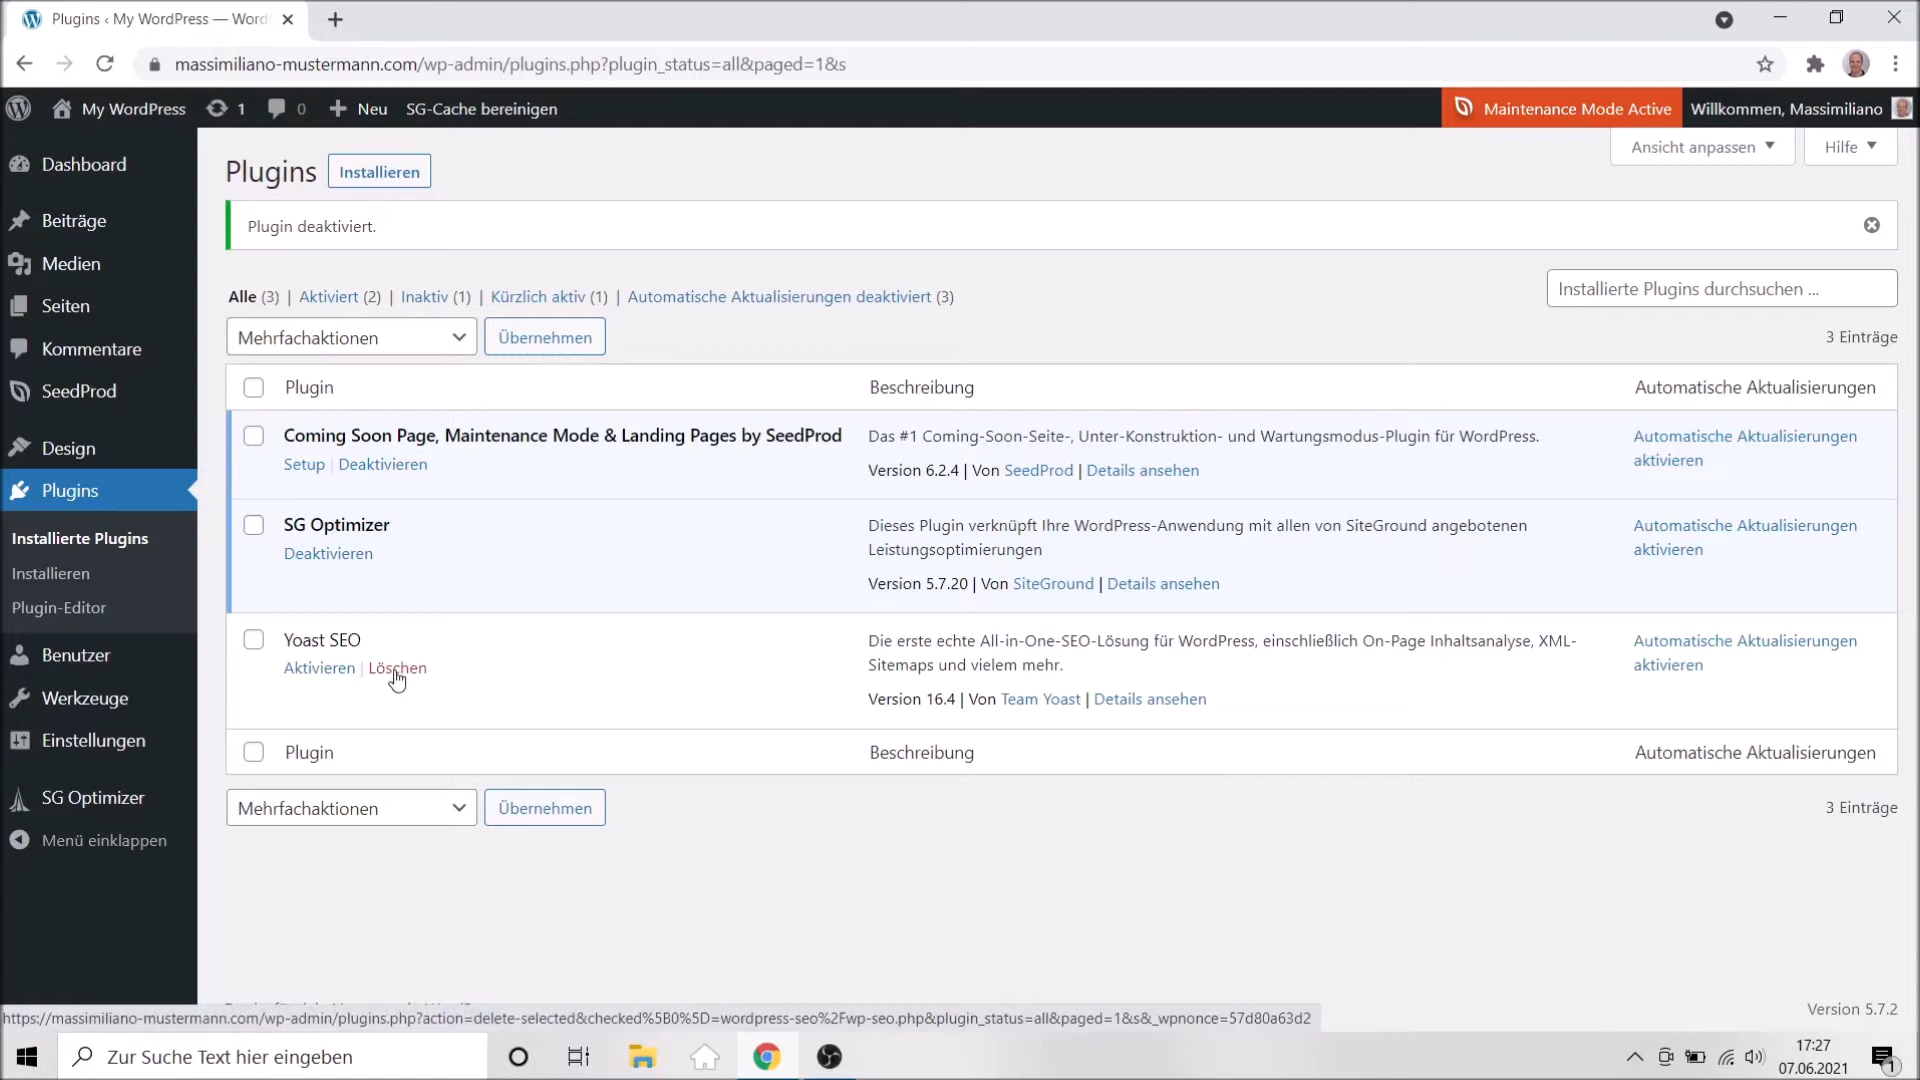 Plugins ‹ My WordPress — Word
massimiliano-mustermann.com/wp-admin/plugins.php?plugin_status=all&paged=1&s
My WordPress 1 0 Neu SG-Cache bereinigen Maintenance Mode Active Willkommen, Massimiliano
Dashboard
Beiträge
Medien
Seiten
Kommentare
SeedProd
Design
Plugins
Installierte Plugins
Installieren
Plugin-Editor
Benutzer
Werkzeuge
Einstellungen
SG Optimizer
Menü einklappen
Ansicht anpassen Hilfe
Plugins Installieren
Plugin deaktiviert.
Alle (3) | Aktiviert (2) | Inaktiv (1) | Kürzlich aktiv (1) | Automatische Aktualisierungen deaktiviert (3)
Installierte Plugins durchsuchen ...
Mehrfachaktionen Übernehmen 3 Einträge
Plugin Beschreibung Automatische Aktualisierungen
Coming Soon Page, Maintenance Mode & Landing Pages by SeedProd
Setup | Deaktivieren
Das #1 Coming-Soon-Seite-, Unter-Konstruktion- und Wartungsmodus-Plugin für WordPress.
Version 6.2.4 | Von SeedProd | Details ansehen
Automatische Aktualisierungen
aktivieren
SG Optimizer
Deaktivieren
Dieses Plugin verknüpft Ihre WordPress-Anwendung mit allen von SiteGround angebotenen
Leistungsoptimierungen
Version 5.7.20 | Von SiteGround | Details ansehen
Automatische Aktualisierungen
aktivieren
Yoast SEO
Aktivieren | Löschen
Die erste echte All-in-One-SEO-Lösung für WordPress, einschließlich On-Page Inhaltsanalyse, XML-
Sitemaps und vielem mehr.
Version 16.4 | Von Team Yoast | Details ansehen
Automatische Aktualisierungen
aktivieren
Plugin Beschreibung Automatische Aktualisierungen
Mehrfachaktionen Übernehmen 3 Einträge
Version 5.7.2
https://massimiliano-mustermann.com/wp-admin/plugins.php?action=delete-selected&checked%5B0%5D=wordpress-seo%2Fwp-seo.php&plugin_status=all&paged=1&s&_wpnonce=57d80a63d2
Zur Suche Text hier eingeben
17:27
07.06.2021
1